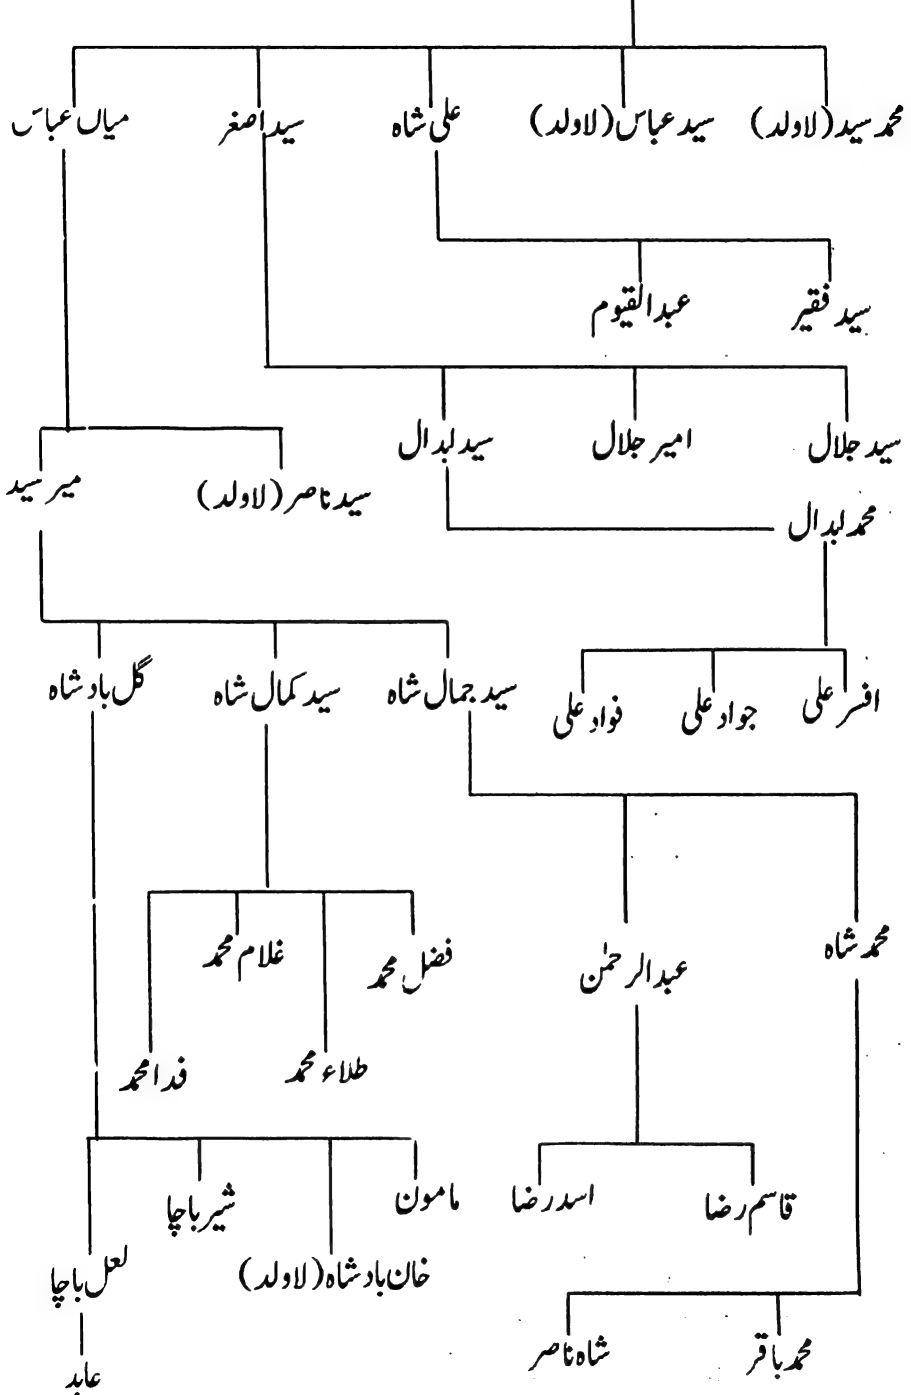 محمد سید (لاولد) سید عباس (لاولد) علی شاہ سید اصغر میاں عباس
سید فقیر عبدالقیوم
سید جلال امیر جلال سید لبدال
سید ناصر (لاولد) میر سید
محمد لبدال
افسر علی جواد علی فواد علی
سید جمال شاہ سید کمال شاہ گل بادشاہ
محمد شاہ عبدالرحمٰن
فضل محمد غلام محمد
طلاء محمد فدا محمد
قاسم رضا اسد رضا
مامون شیر باچا
خان بادشاہ (لاولد) لعل باچا
محمد باقر شاہ ناصر
عابد